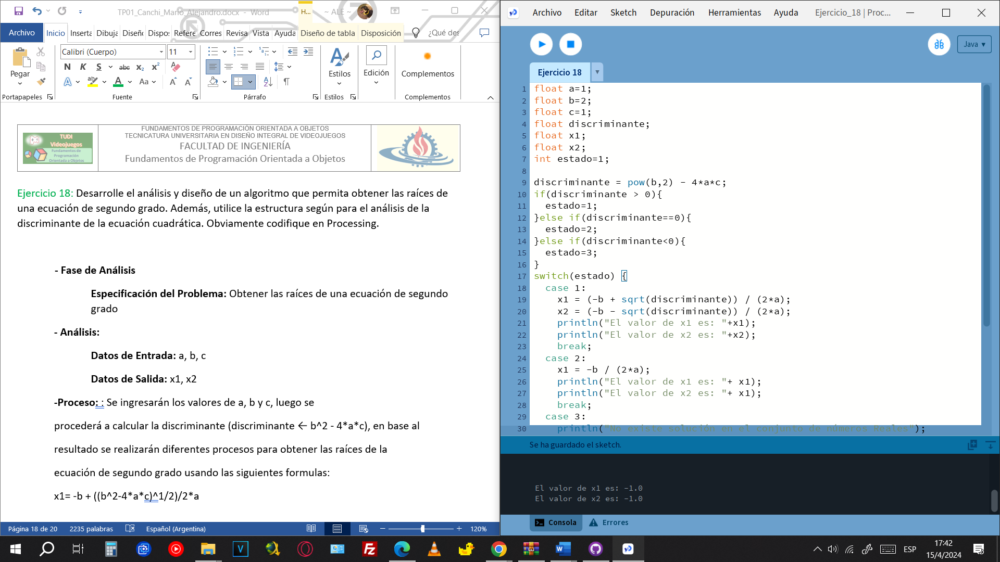 TP01_Canchi_Mario_Alejandro.docx - Word
H...
~ ALE ~
Archivo Inicio Inserta Dibuja Diseñ Dispo Refere Corres Revisa Vista Ayuda Diseño de tabla Disposición ¿Qué des
Calibri (Cuerpo) 11
Pegar
N K S abc x₂ x²
Aa
Estilos
Edición
Complementos
Portapapeles Fuente Párrafo Estilos Complementos
TUDI
Videojuegos
Fundamentos de
Programación
Orientada a Objetos
FUNDAMENTOS DE PROGRAMACIÓN ORIENTADA A OBJETOS
TECNICATURA UNIVERSITARIA EN DISEÑO INTEGRAL DE VIDEOJUEGOS
FACULTAD DE INGENIERÍA
Fundamentos de Programación Orientada a Objetos
Ejercicio 18: Desarrolle el análisis y diseño de un algoritmo que permita obtener las raíces de
una ecuación de segundo grado. Además, utilice la estructura según para el análisis de la
discriminante de la ecuación cuadrática. Obviamente codifique en Processing.
- Fase de Análisis
Especificación del Problema: Obtener las raíces de una ecuación de segundo
grado
- Análisis:
Datos de Entrada: a, b, c
Datos de Salida: x1, x2
-Proceso: : Se ingresarán los valores de a, b y c, luego se
procederá a calcular la discriminante (discriminante ← b^2 - 4*a*c), en base al
resultado se realizarán diferentes procesos para obtener las raíces de la
ecuación de segundo grado usando las siguientes formulas:
x1= -b + ((b^2-4*a*c)^1/2)/2*a
Página 18 de 20 2235 palabras Español (Argentina) 120%
Archivo Editar Sketch Depuración Herramientas Ayuda Ejercicio_18 | Proc...
Java ▾
Ejercicio 18 ▾
1 float a=1;
2 float b=2;
3 float c=1;
4 float discriminante;
5 float x1;
6 float x2;
7 int estado=1;
8
9 discriminante = pow(b,2) - 4*a*c;
10 if(discriminante > 0){
11 estado=1;
12 }else if(discriminante==0){
13 estado=2;
14 }else if(discriminante<0){
15 estado=3;
16 }
17 switch(estado) {
18 case 1:
19 x1 = (-b + sqrt(discriminante)) / (2*a);
20 x2 = (-b - sqrt(discriminante)) / (2*a);
21 println("El valor de x1 es: "+x1);
22 println("El valor de x2 es: "+x2);
23 break;
24 case 2:
25 x1 = -b / (2*a);
26 println("El valor de x1 es: "+ x1);
27 println("El valor de x2 es: "+ x1);
28 break;
29 case 3:
30 println("No existe solución en el conjunto de números Reales");
Se ha guardado el sketch.
El valor de x1 es: -1.0
El valor de x2 es: -1.0
Consola Errores
ESP
17:42
15/4/2024